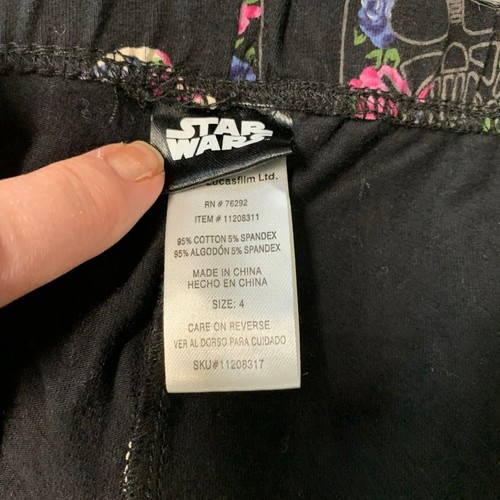 STAR
WARS
Lucasfilm Ltd.
RN # 76292
ITEM # 11208311
95% COTTON 5% SPANDEX
95% ALGODÓN 5% SPANDEX
MADE IN CHINA
HECHO EN CHINA
SIZE: 4
CARE ON REVERSE
VER AL DORSO PARA CUIDADO
SKU#11208317